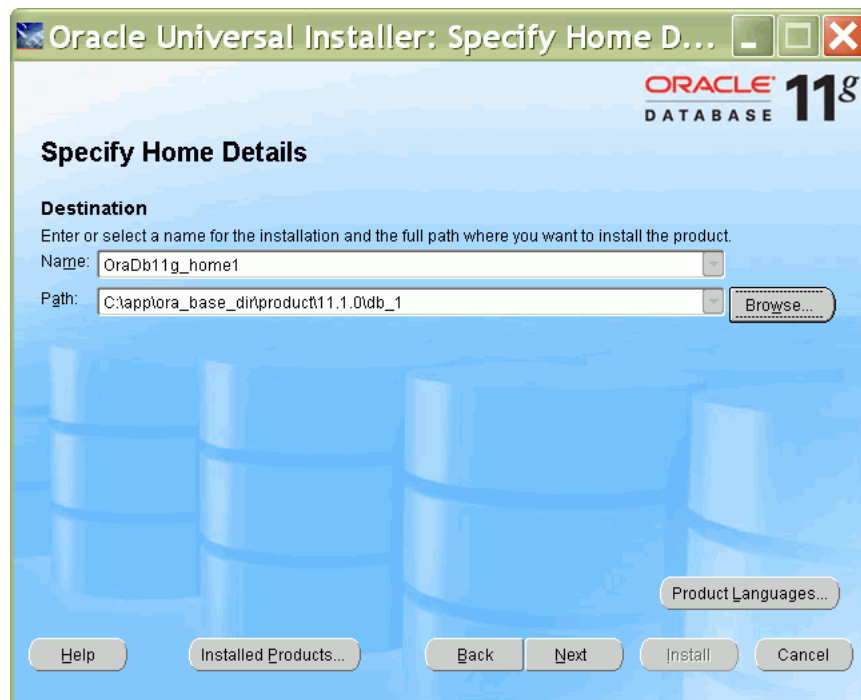 Oracle Universal Installer: Specify Home D...
ORACLE
DATABASE 11g
Specify Home Details
Destination
Enter or select a name for the installation and the full path where you want to install the product.
Name: OraDb11g_home1
Path: C:\app\ora_base_dir\product\11.1.0\db_1 Browse...
Product Languages...
Help Installed Products... Back Next Install Cancel